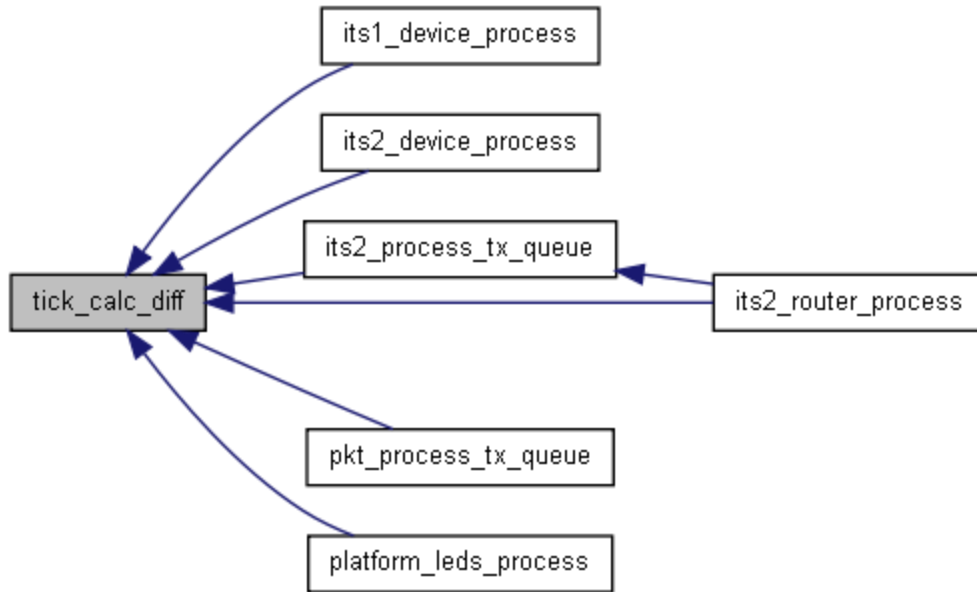 its1_device_process
its2_device_process
its2_process_tx_queue
tick_calc_diff
its2_router_process
pkt_process_tx_queue
platform_leds_process